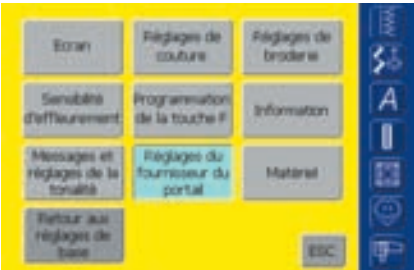 Ecran
Réglages de
couture
Réglages de
broderie
Sensibilité
d'effleurement
Programmation
de la touche F
Information
Messages et
réglages de la
tonalité
Réglages du
fournisseur du
portail
Matériel
Retour aux
réglages de
base
ESC
A